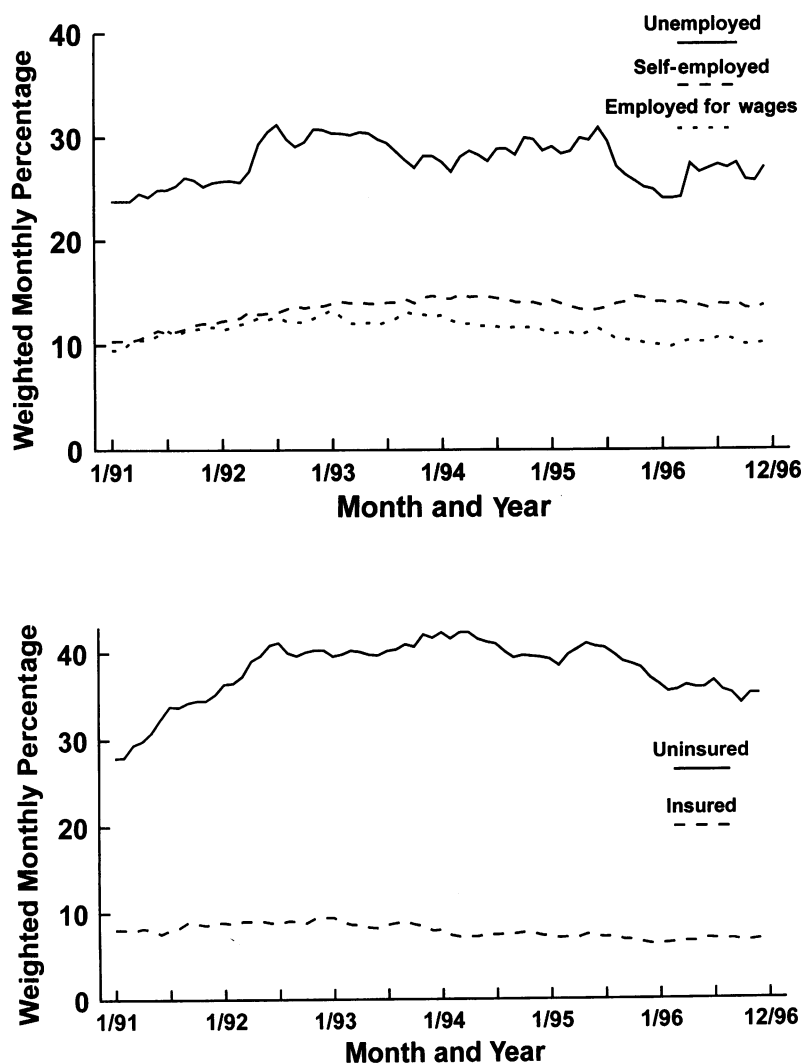 Weighted Monthly Percentage
40
30
20
10
0
Unemployed
Self-employed
Employed for wages
1/91 1/92 1/93 1/94 1/95 1/96 12/96
Month and Year
Weighted Monthly Percentage
40
30
20
10
0
Uninsured
Insured
1/91 1/92 1/93 1/94 1/95 1/96 12/96
Month and Year